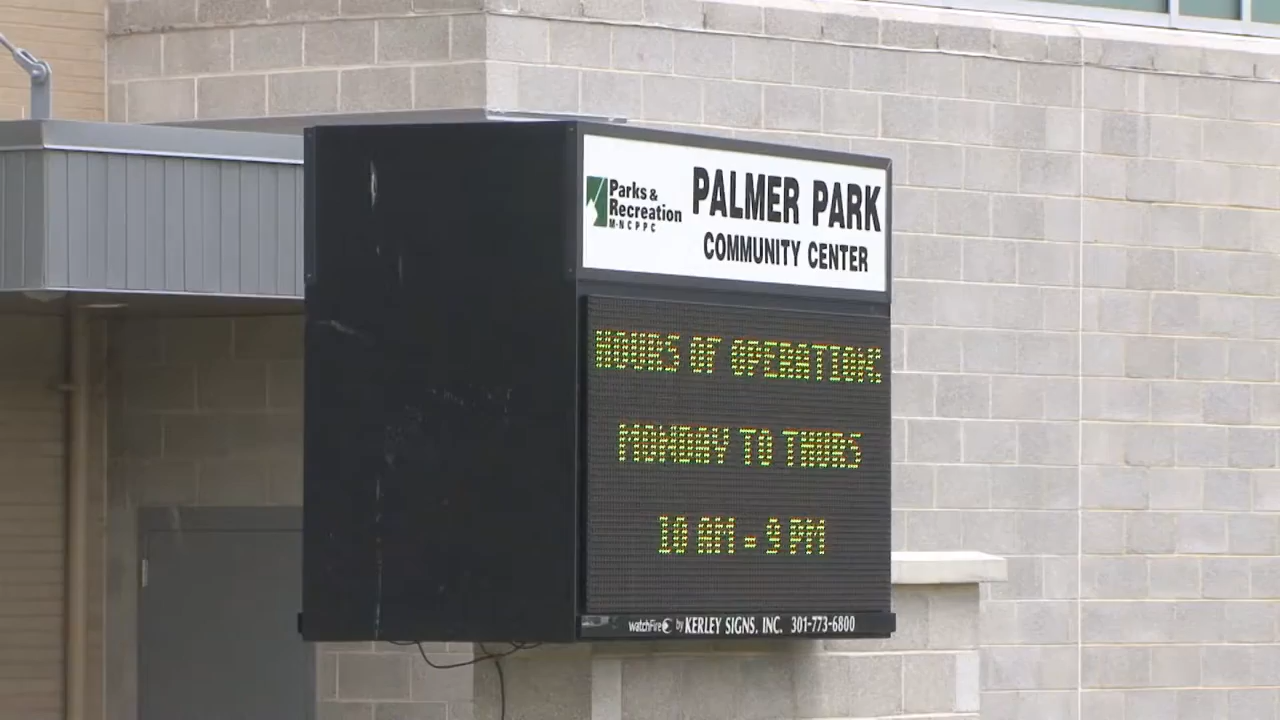 Parks &
Recreation
M-NCPPC
PALMER PARK
COMMUNITY CENTER
HOURS OF OPERATION:
MONDAY TO THURS
10 AM - 9 PM
watchFire by KERLEY SIGNS, INC. 301-773-6800